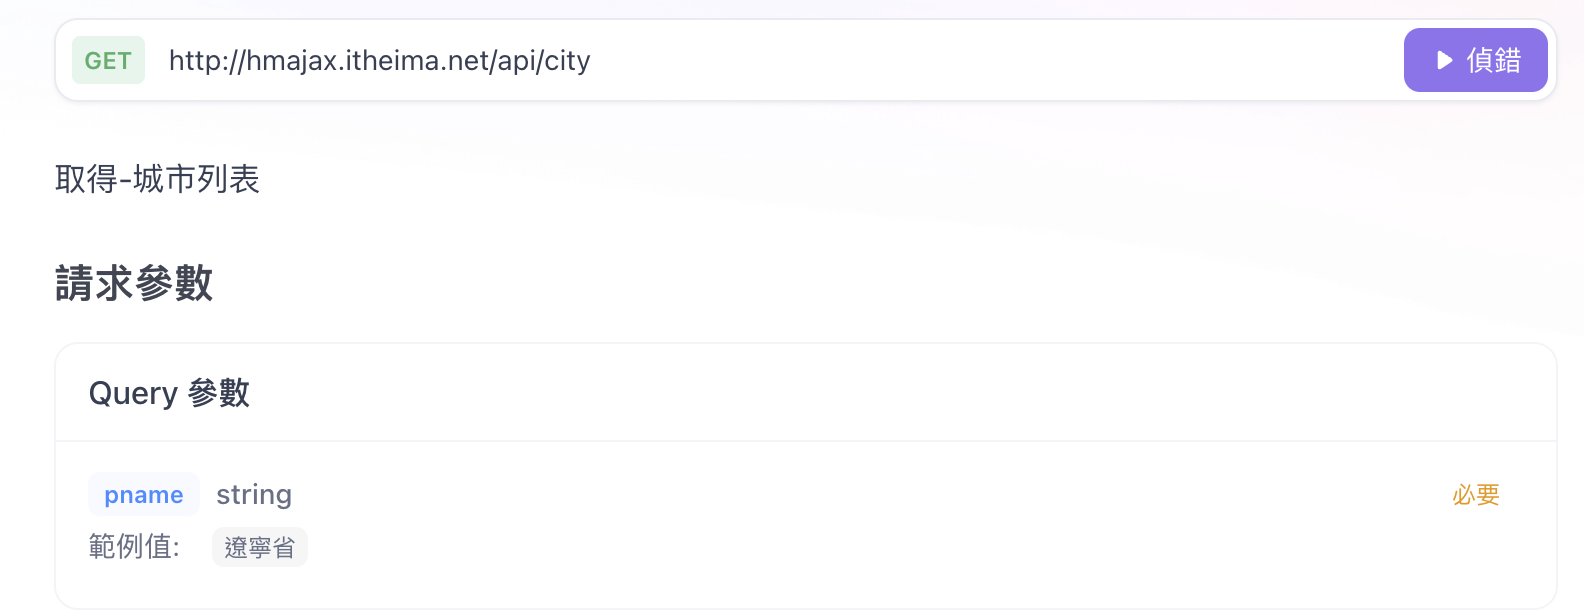 GET http://hmajax.itheima.net/api/city 偵錯
取得-城市列表
請求參數
Query 參數
pname string 必要
範例值: 遼寧省